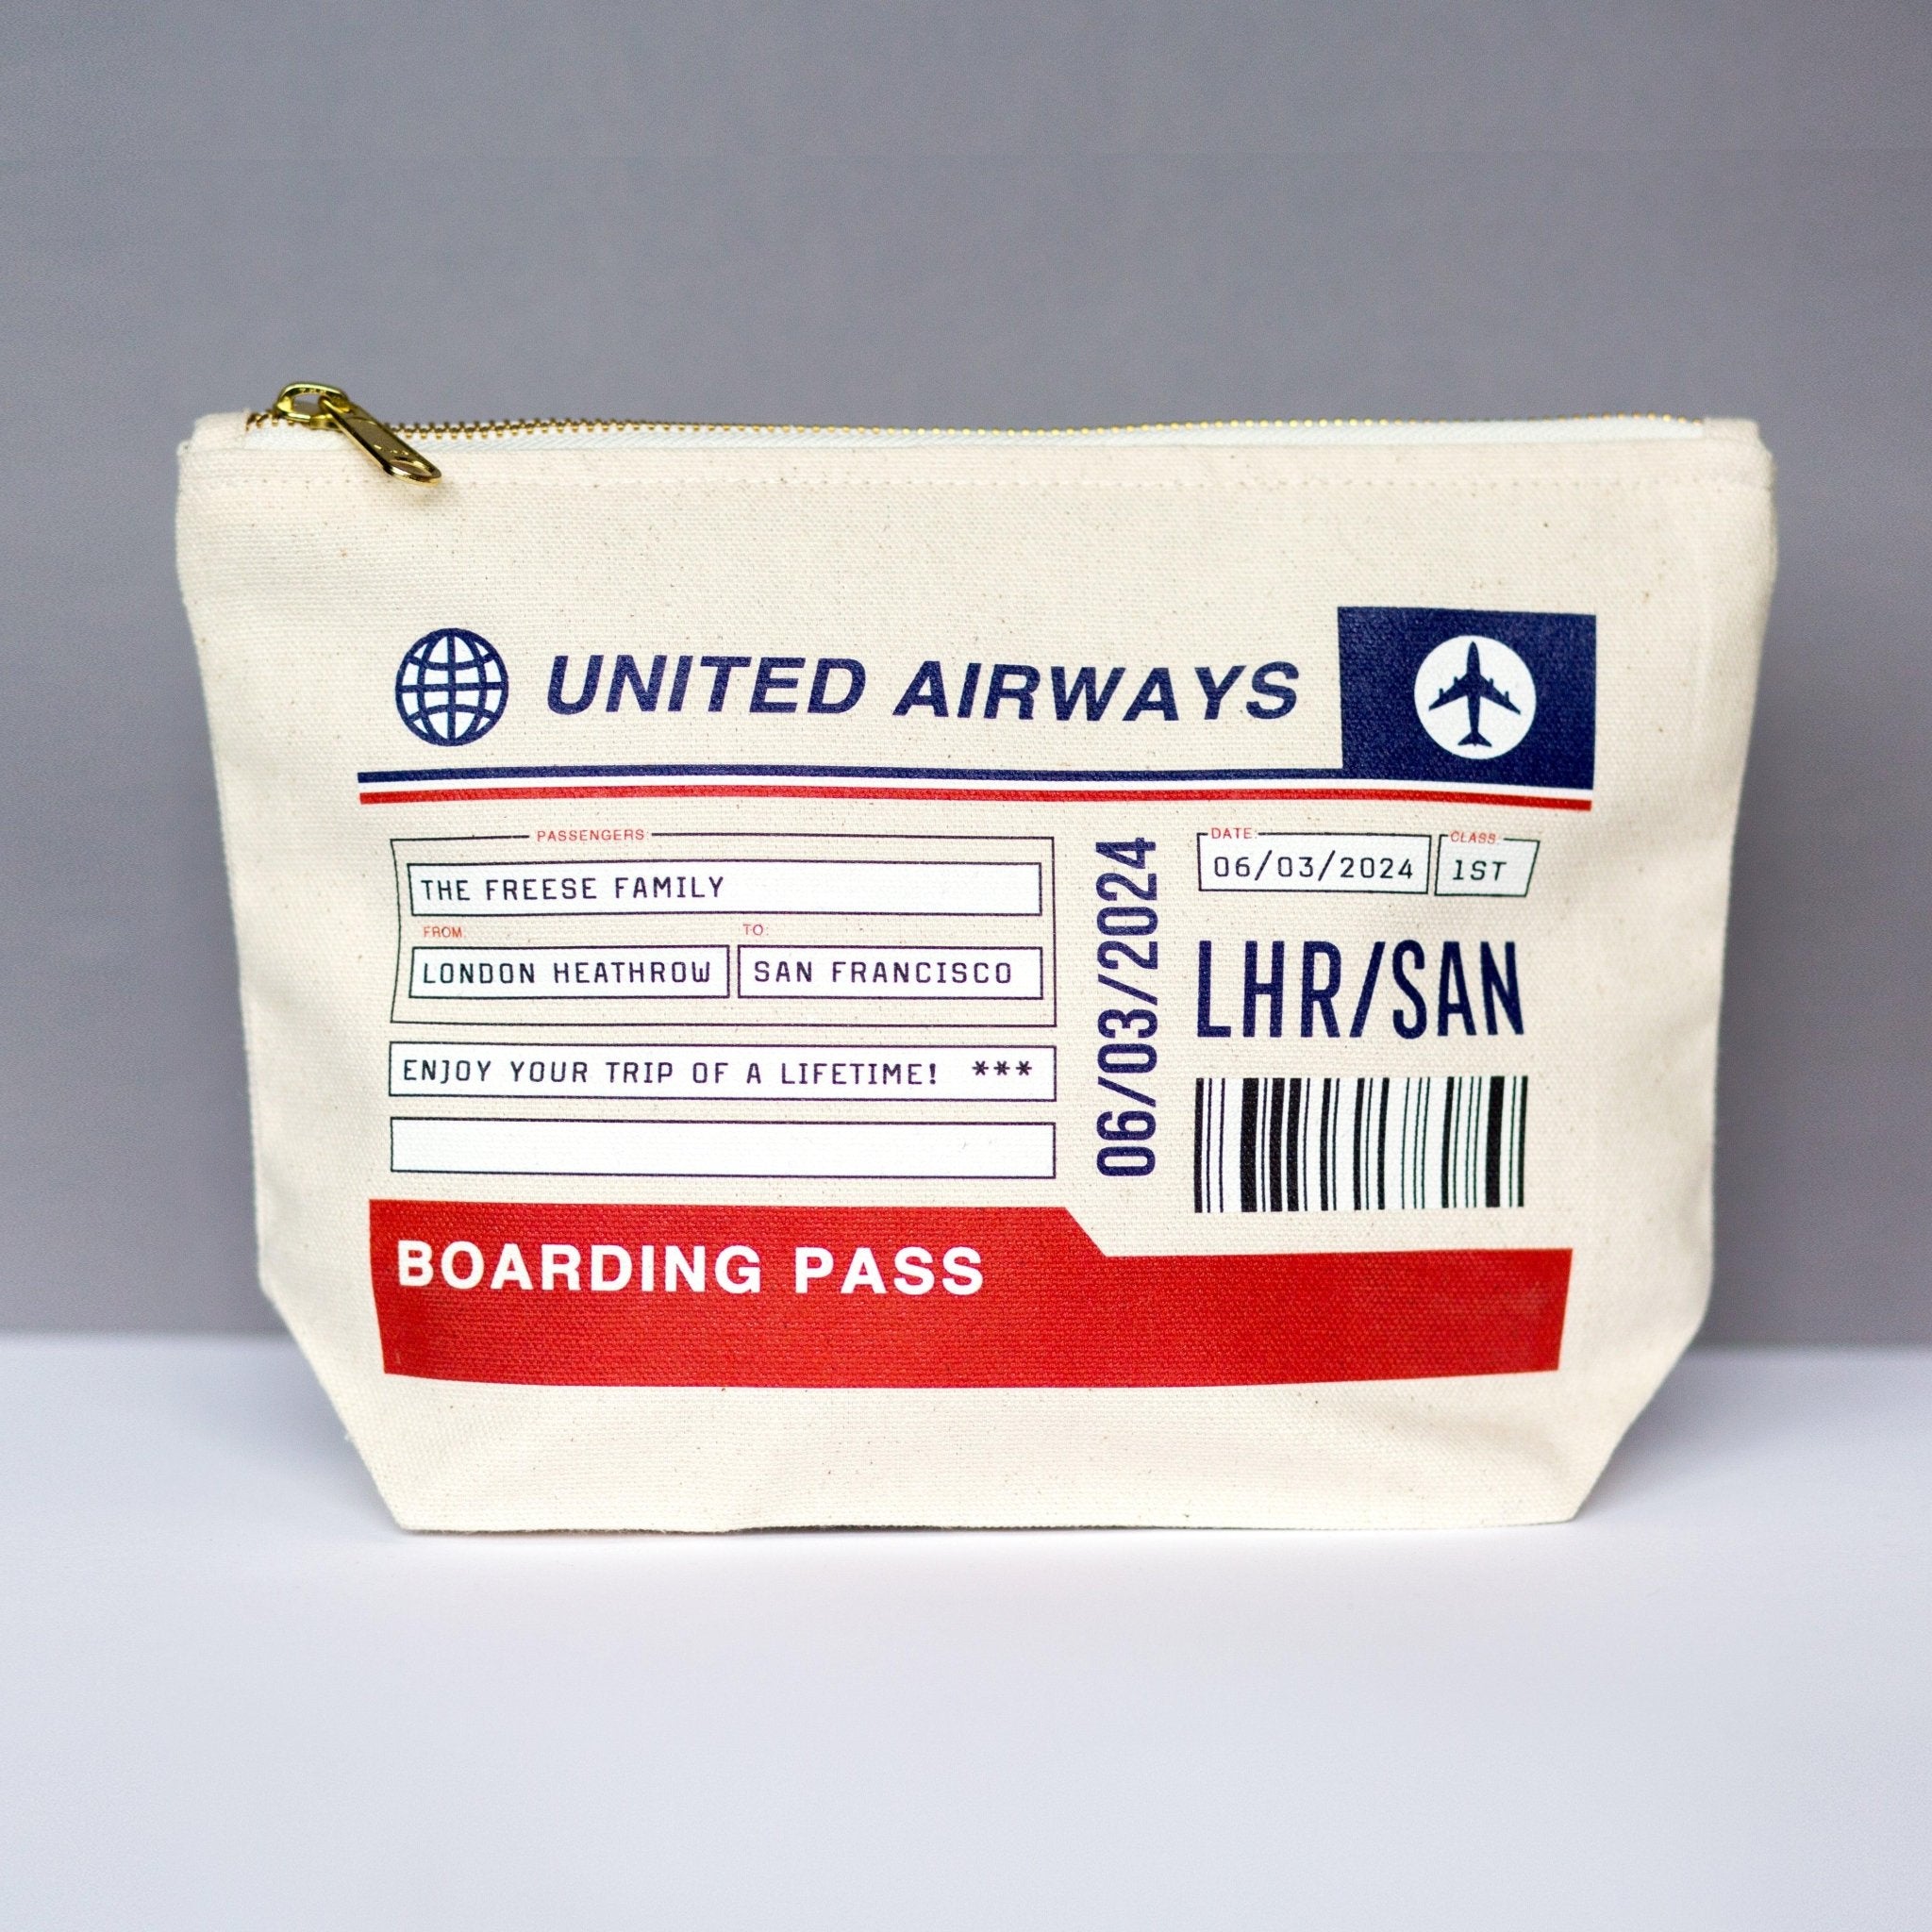 UNITED AIRWAYS
PASSENGERS:
THE FREESE FAMILY
FROM:
TO:
LONDON HEATHROW
SAN FRANCISCO
ENJOY YOUR TRIP OF A LIFETIME! ***
06/03/2024
DATE:
CLASS:
06/03/2024
1ST
LHR/SAN
BOARDING PASS